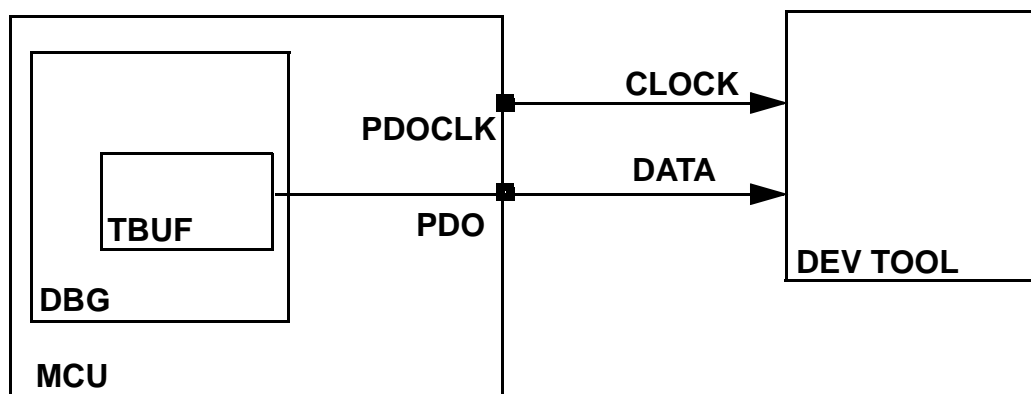 CLOCK
PDOCLK
DATA
TBUF
PDO
DEV TOOL
DBG
MCU